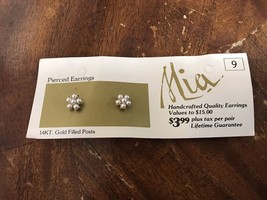 Pierced Earrings
14KT. Gold Filled Posts
Mia
9
Handcrafted Quality Earrings
Values to $15.00
$3.99 plus tax per pair
Lifetime Guarantee